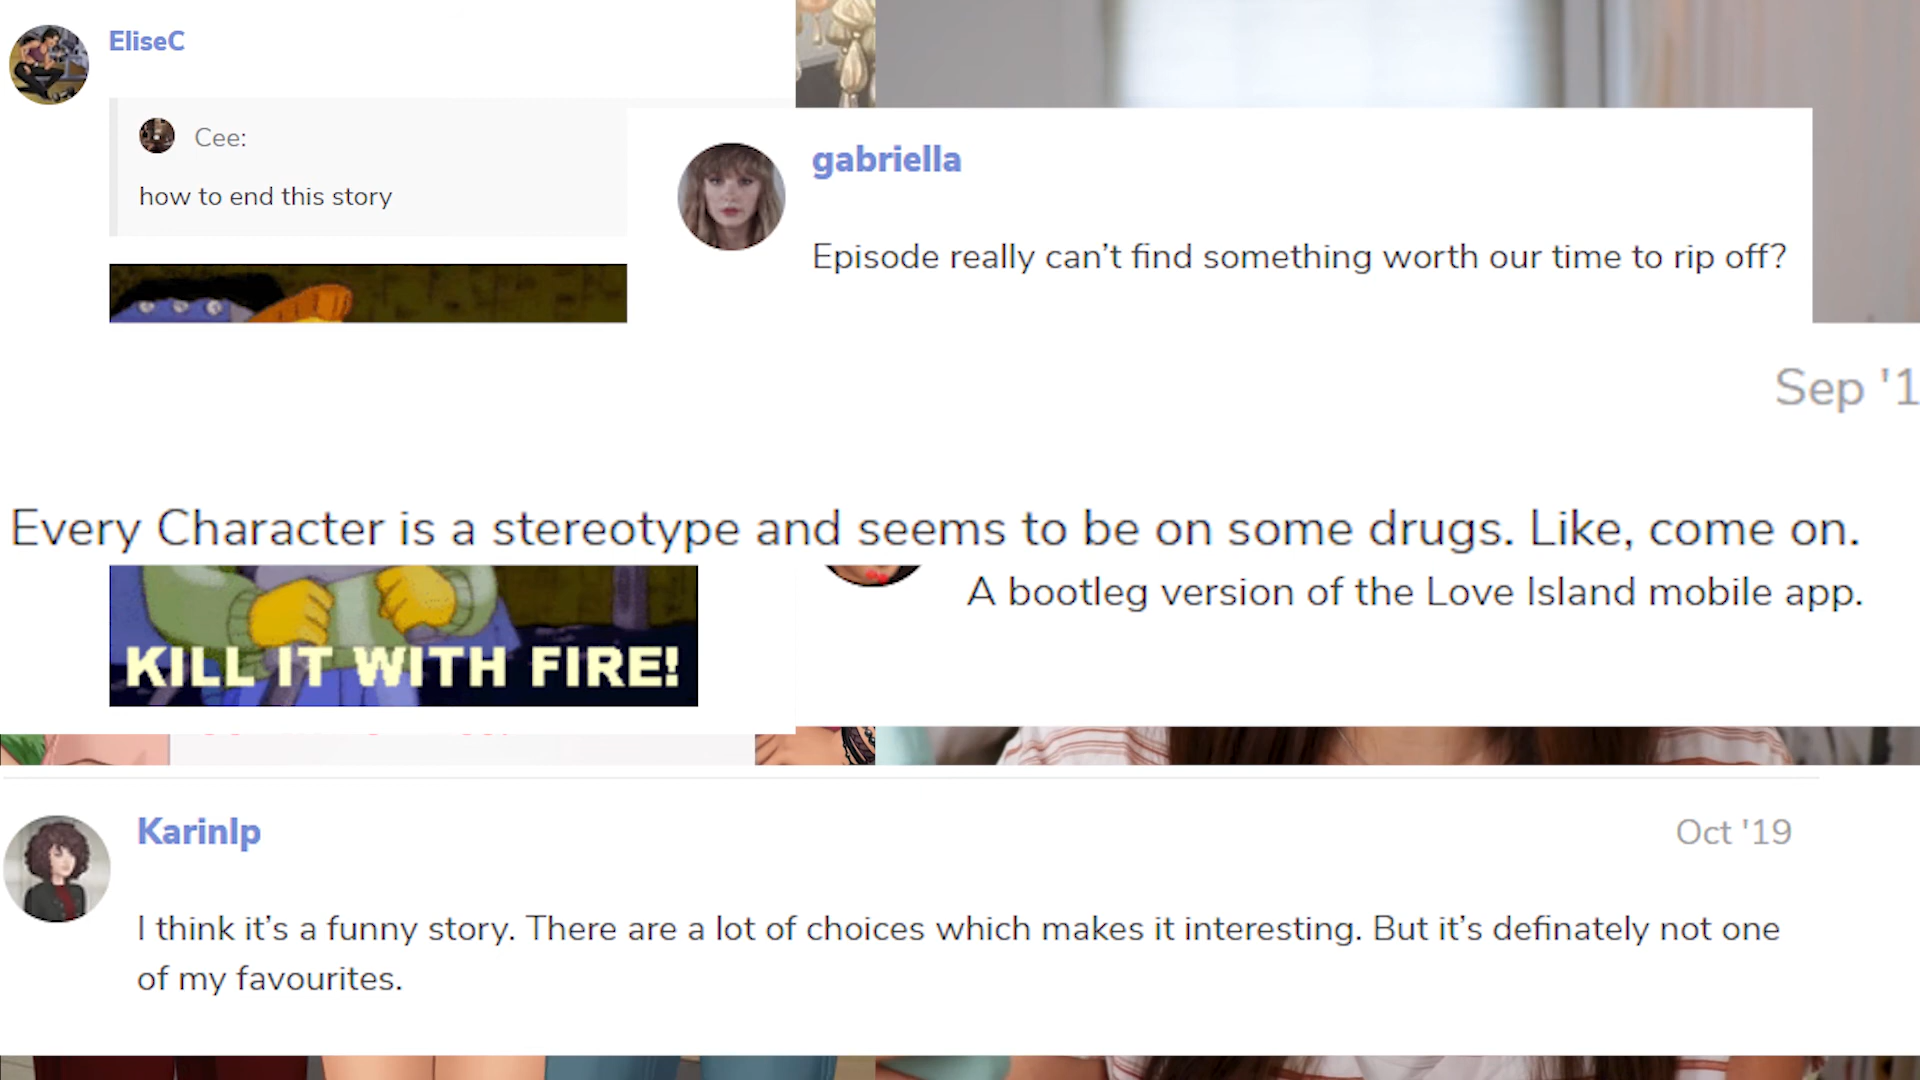 EliseC
Cee:
how to end this story
gabriella
Episode really can’t find something worth our time to rip off?
Sep '1
Every Character is a stereotype and seems to be on some drugs. Like, come on.
A bootleg version of the Love Island mobile app.
KILL IT WITH FIRE!
Karinlp
Oct '19
I think it’s a funny story. There are a lot of choices which makes it interesting. But it’s definately not one
of my favourites.